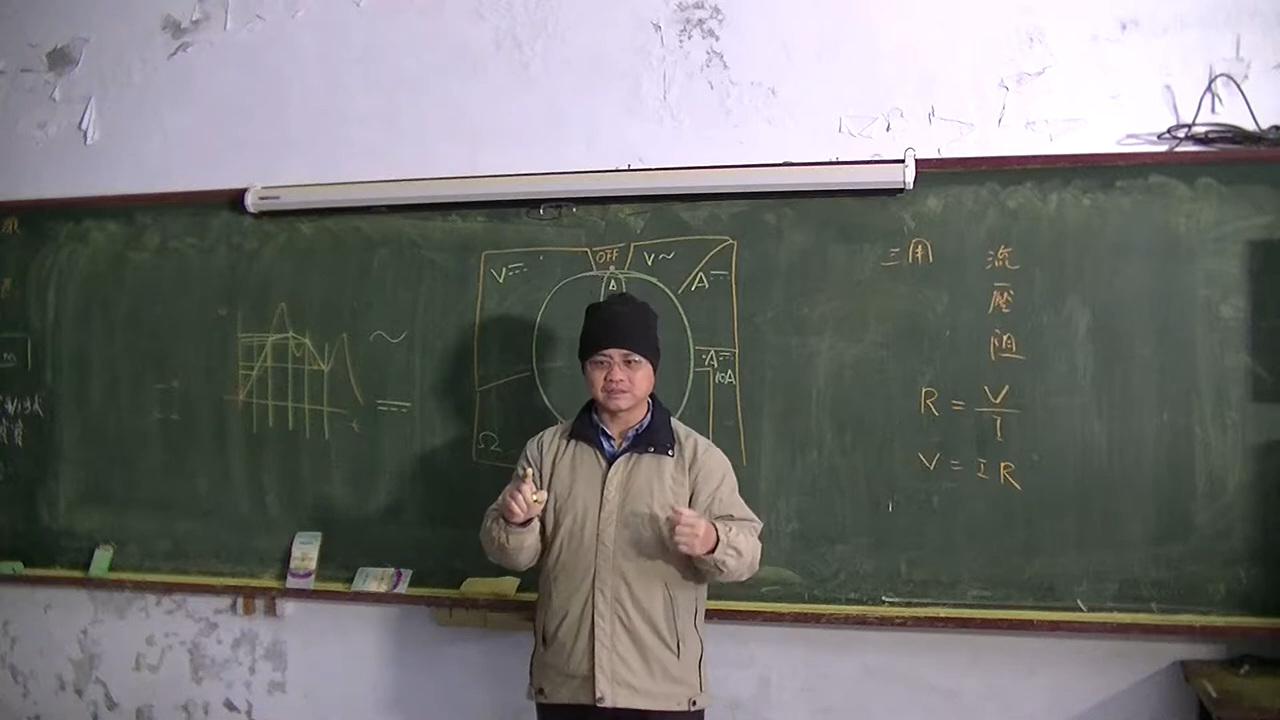 V⎓
OFF
V~
A⎓
A⎓
10A
Ω
~
⎓
三用
流
壓
阻
R = V/I
V = IR